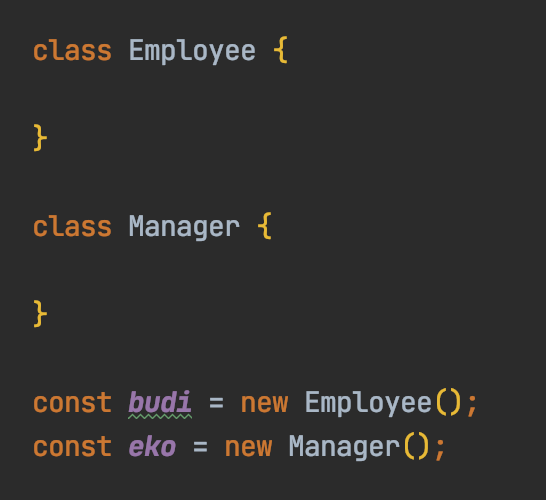 class Employee {
}
class Manager {
}
const budi = new Employee();
const eko = new Manager();